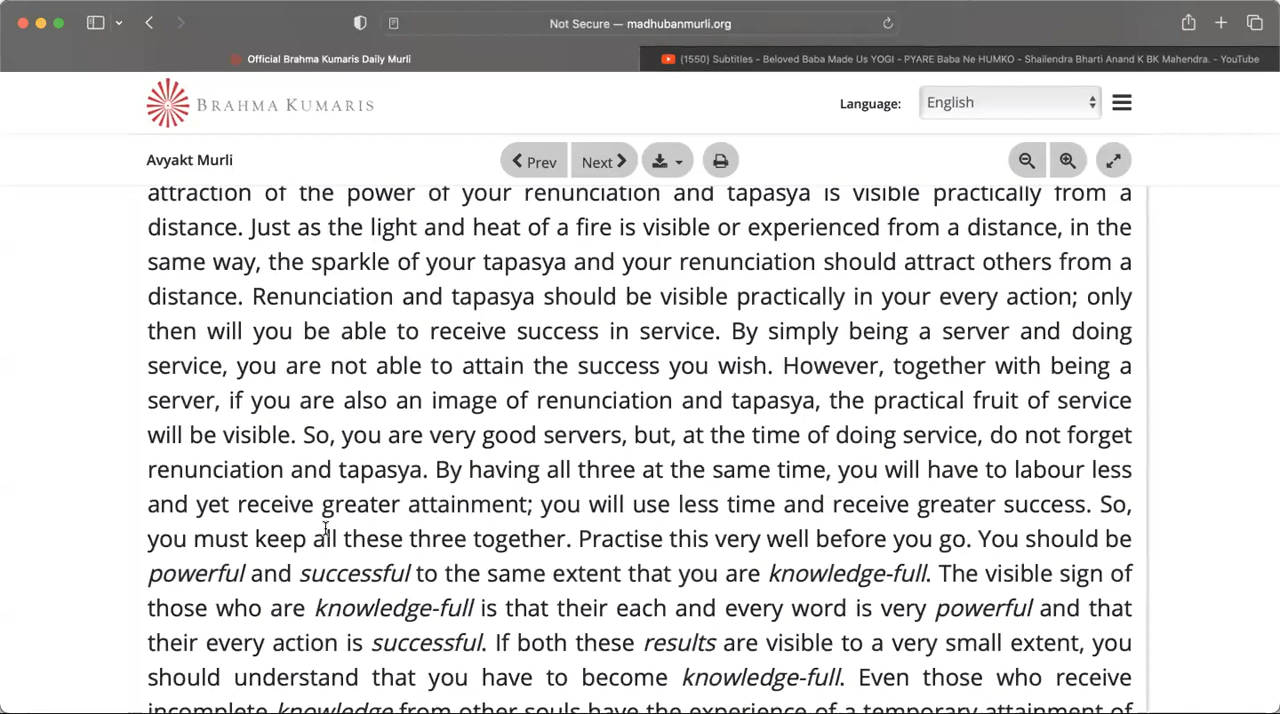 Not Secure — madhubanmurli.org
Official Brahma Kumaris Daily Murli
(1550) Subtitles - Beloved Baba Made Us YOGI - PYARE Baba Ne HUMKO - Shailendra Bharti Anand K BK Mahendra. - YouTube
BRAHMA KUMARIS
Language:
English
Avyakt Murli
Prev
Next
attraction of the power of your renunciation and tapasya is visible practically from a
distance. Just as the light and heat of a fire is visible or experienced from a distance, in the
same way, the sparkle of your tapasya and your renunciation should attract others from a
distance. Renunciation and tapasya should be visible practically in your every action; only
then will you be able to receive success in service. By simply being a server and doing
service, you are not able to attain the success you wish. However, together with being a
server, if you are also an image of renunciation and tapasya, the practical fruit of service
will be visible. So, you are very good servers, but, at the time of doing service, do not forget
renunciation and tapasya. By having all three at the same time, you will have to labour less
and yet receive greater attainment; you will use less time and receive greater success. So,
you must keep all these three together. Practise this very well before you go. You should be
powerful and successful to the same extent that you are knowledge-full. The visible sign of
those who are knowledge-full is that their each and every word is very powerful and that
their every action is successful. If both these results are visible to a very small extent, you
should understand that you have to become knowledge-full. Even those who receive
incomplete knowledge from other souls have the experience of a temporary attainment of